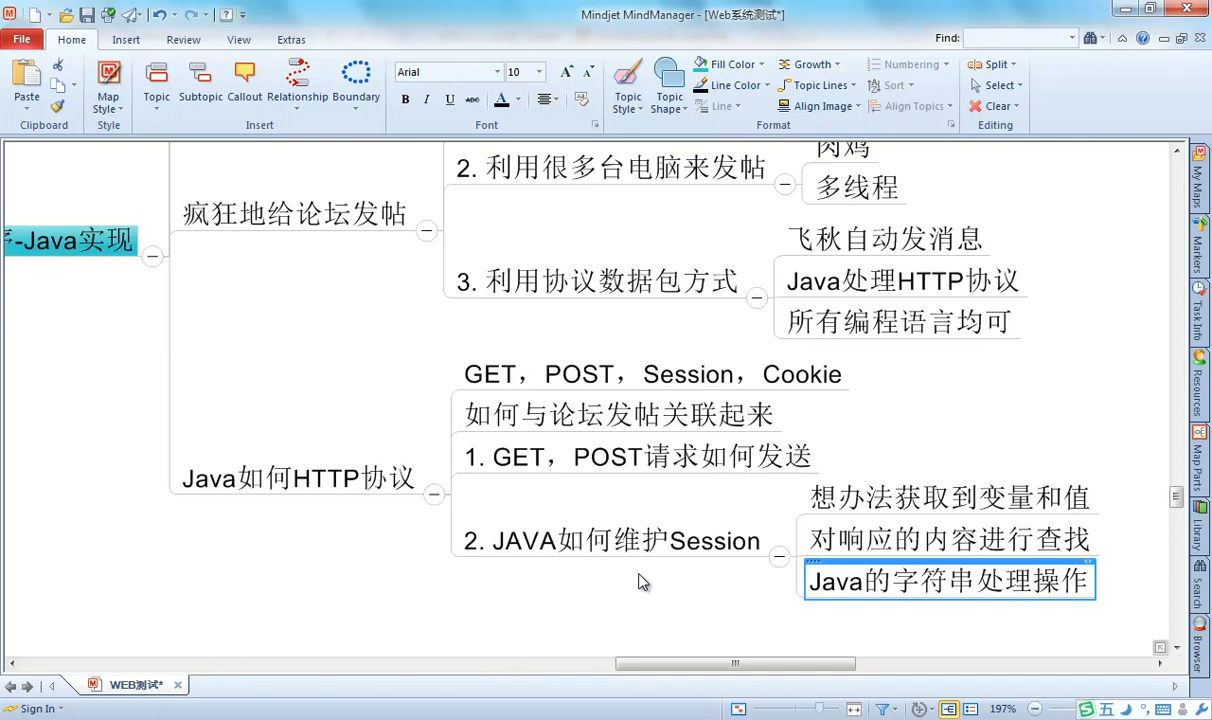 Mindjet MindManager - [Web系统测试*]
File Home Insert Review View Extras Find:
Paste Map Style Topic Subtopic Callout Relationship Boundary
Arial 10
B I U abc A
Topic Style Topic Shape
Fill Color Growth Numbering Split
Line Color Topic Lines Sort Select
Line Align Image Align Topics Clear
Clipboard Style Insert Font Format Editing
肉鸡
2. 利用很多台电脑来发帖
多线程
疯狂地给论坛发帖
-Java实现
飞秋自动发消息
3. 利用协议数据包方式
Java处理HTTP协议
所有编程语言均可
GET，POST，Session，Cookie
如何与论坛发帖关联起来
1. GET，POST请求如何发送
Java如何HTTP协议
想办法获取到变量和值
2. JAVA如何维护Session
对响应的内容进行查找
Java的字符串处理操作
My Maps
Markers
Task Info
Resources
Map Parts
Library
Search
Browser
WEB测试*
Sign In
197%
五